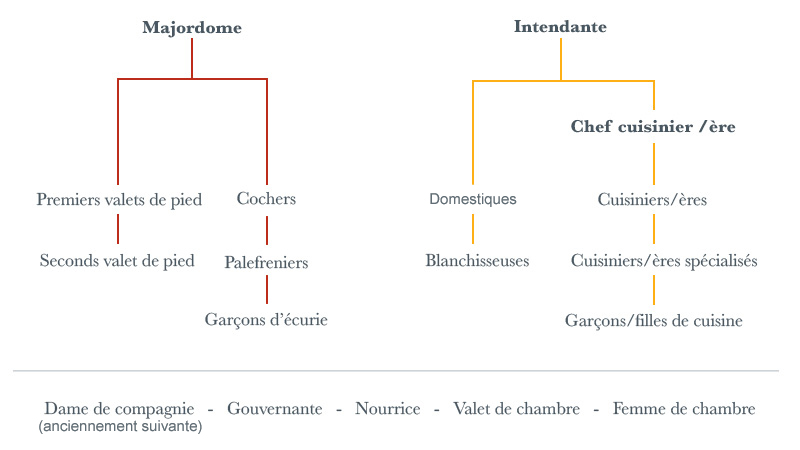 Majordome
Intendante
Chef cuisinier /ère
Premiers valets de pied
Cochers
Domestiques
Cuisiniers/ères
Seconds valet de pied
Palefreniers
Blanchisseuses
Cuisiniers/ères spécialisés
Garçons d’écurie
Garçons/filles de cuisine
Dame de compagnie - Gouvernante - Nourrice - Valet de chambre - Femme de chambre
(anciennement suivante)